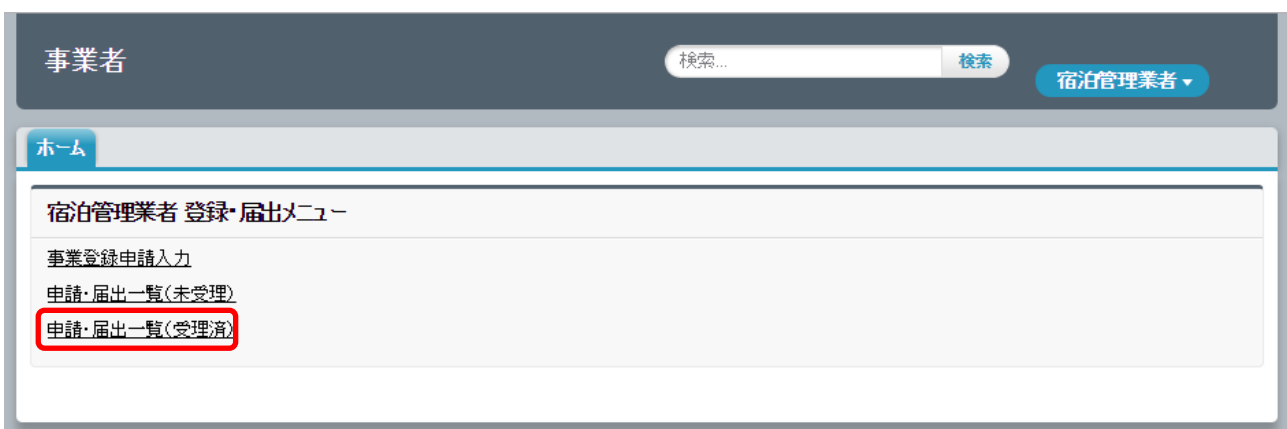 事業者
検索...
検索
宿泊管理業者
ホーム
宿泊管理業者 登録・届出メニュー
事業登録申請入力
申請・届出一覧(未受理)
申請・届出一覧(受理済)